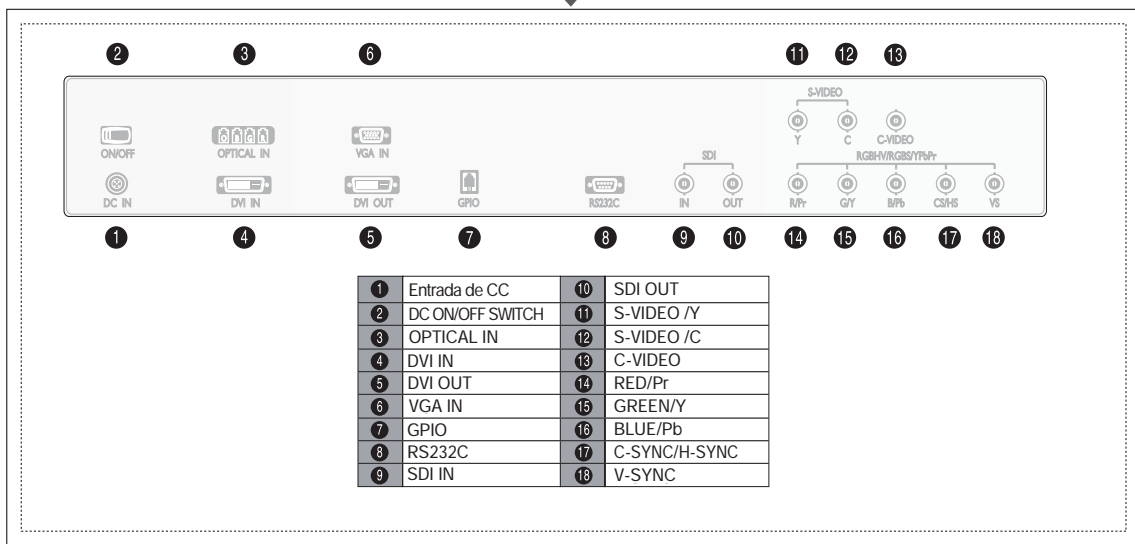 2 3 6 11 12 13
S-VIDEO
ON/OFF OPTICAL IN VGA IN Y C C-VIDEO
SDI RGBHV/RGBS/YPbPr
DC IN DVI IN DVI OUT GPIO RS232C IN OUT R/Pr G/Y B/Pb CS/HS VS
1 4 5 7 8 9 10 14 15 16 17 18
1 Entrada de CC 10 SDI OUT
2 DC ON/OFF SWITCH 11 S-VIDEO /Y
3 OPTICAL IN 12 S-VIDEO /C
4 DVI IN 13 C-VIDEO
5 DVI OUT 14 RED/Pr
6 VGA IN 15 GREEN/Y
7 GPIO 16 BLUE/Pb
8 RS232C 17 C-SYNC/H-SYNC
9 SDI IN 18 V-SYNC